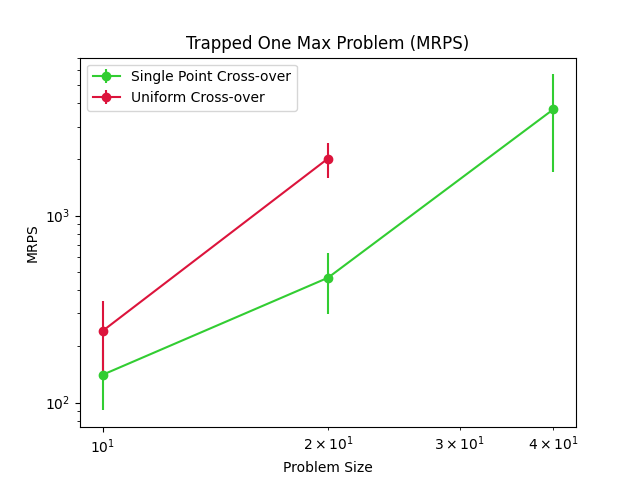 Trapped One Max Problem (MRPS)
Single Point Cross-over
Uniform Cross-over
MRPS
10³
10²
10¹
2 × 10¹
3 × 10¹
4 × 10¹
Problem Size